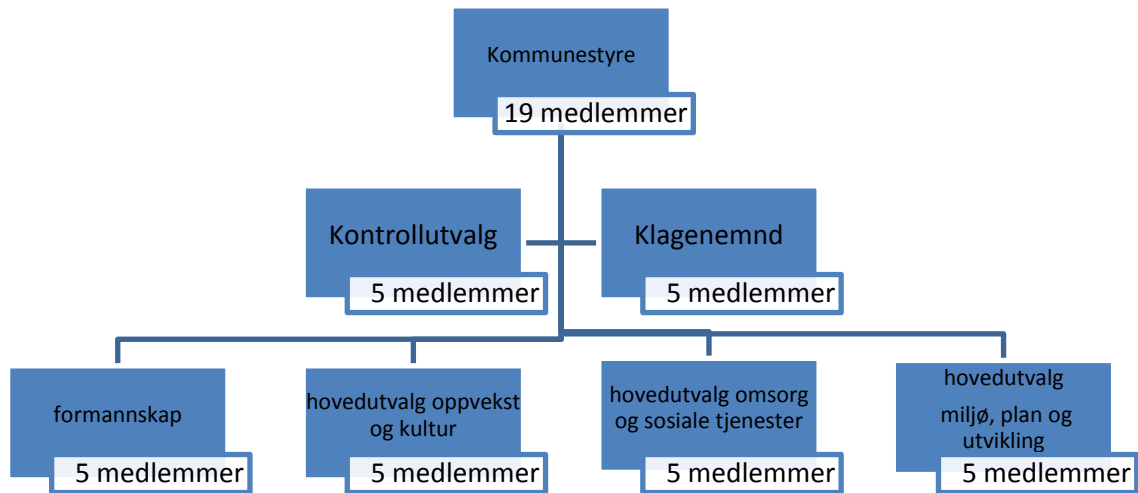 Kommunestyre
19 medlemmer
Kontrollutvalg
5 medlemmer
Klagenemnd
5 medlemmer
formannskap
5 medlemmer
hovedutvalg oppvekst
og kultur
5 medlemmer
hovedutvalg omsorg
og sosiale tjenester
5 medlemmer
hovedutvalg
miljø, plan og
utvikling
5 medlemmer